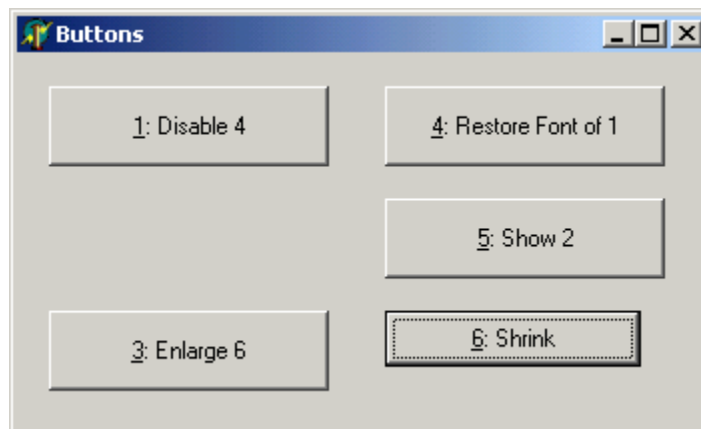 Buttons
1: Disable 4
4: Restore Font of 1
5: Show 2
3: Enlarge 6
6: Shrink